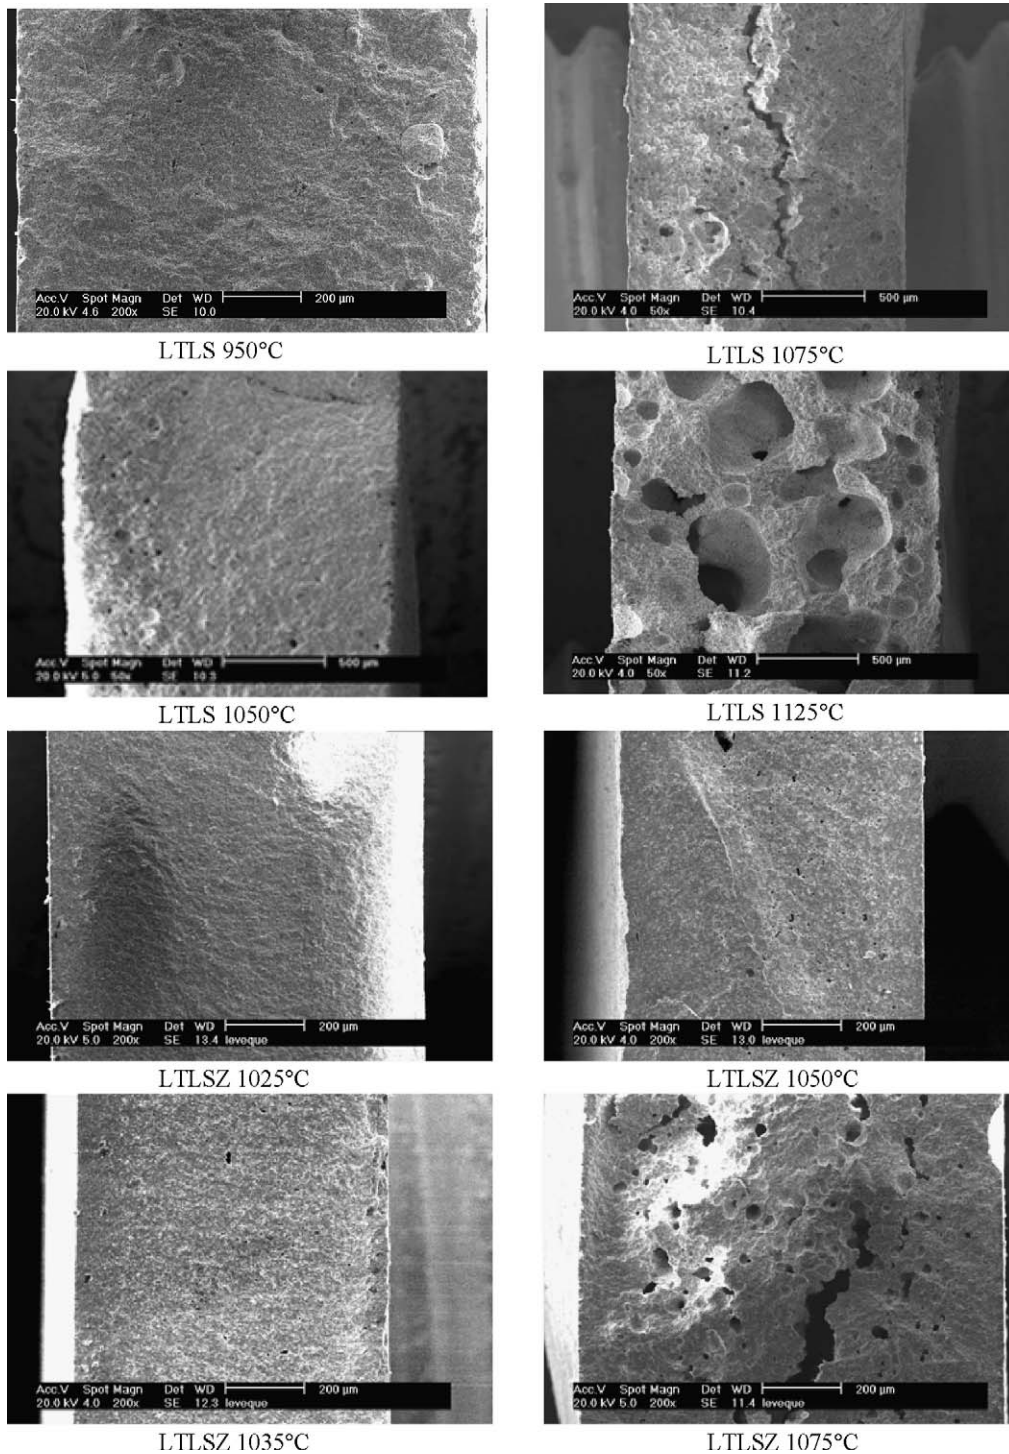 Acc.V Spot Magn Det WD 200 µm
20.0 kV 4.6 200x SE 10.0
LTLS 950°C
Acc.V Spot Magn Det WD 500 µm
20.0 kV 4.0 50x SE 10.4
LTLS 1075°C
Acc.V Spot Magn Det WD 500 µm
20.0 kV 5.0 50x SE 10.3
LTLS 1050°C
Acc.V Spot Magn Det WD 500 µm
20.0 kV 4.0 50x SE 11.2
LTLS 1125°C
Acc.V Spot Magn Det WD 200 µm
20.0 kV 5.0 200x SE 13.4 leveque
LTLSZ 1025°C
Acc.V Spot Magn Det WD 200 µm
20.0 kV 4.0 200x SE 13.0 leveque
LTLSZ 1050°C
Acc.V Spot Magn Det WD 200 µm
20.0 kV 4.0 200x SE 12.3 leveque
LTLSZ 1035°C
Acc.V Spot Magn Det WD 200 µm
20.0 kV 5.0 200x SE 11.4 leveque
LTLSZ 1075°C